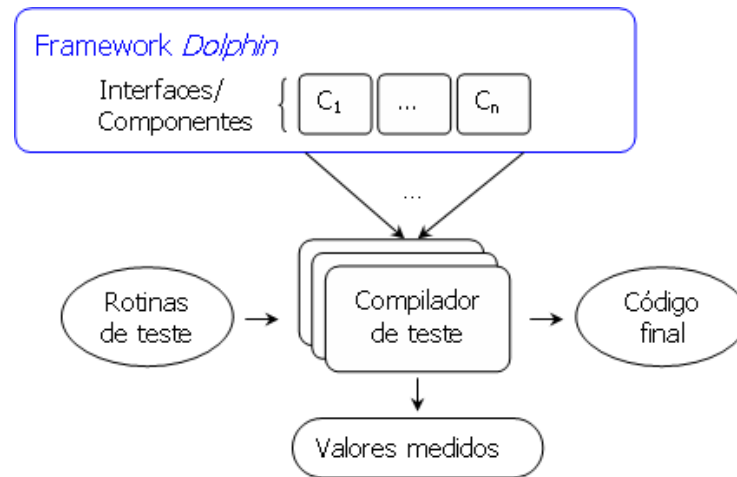 Framework Dolphin
Interfaces/
Componentes
C1
...
Cn
...
Rotinas
de teste
Compilador
de teste
Código
final
Valores medidos